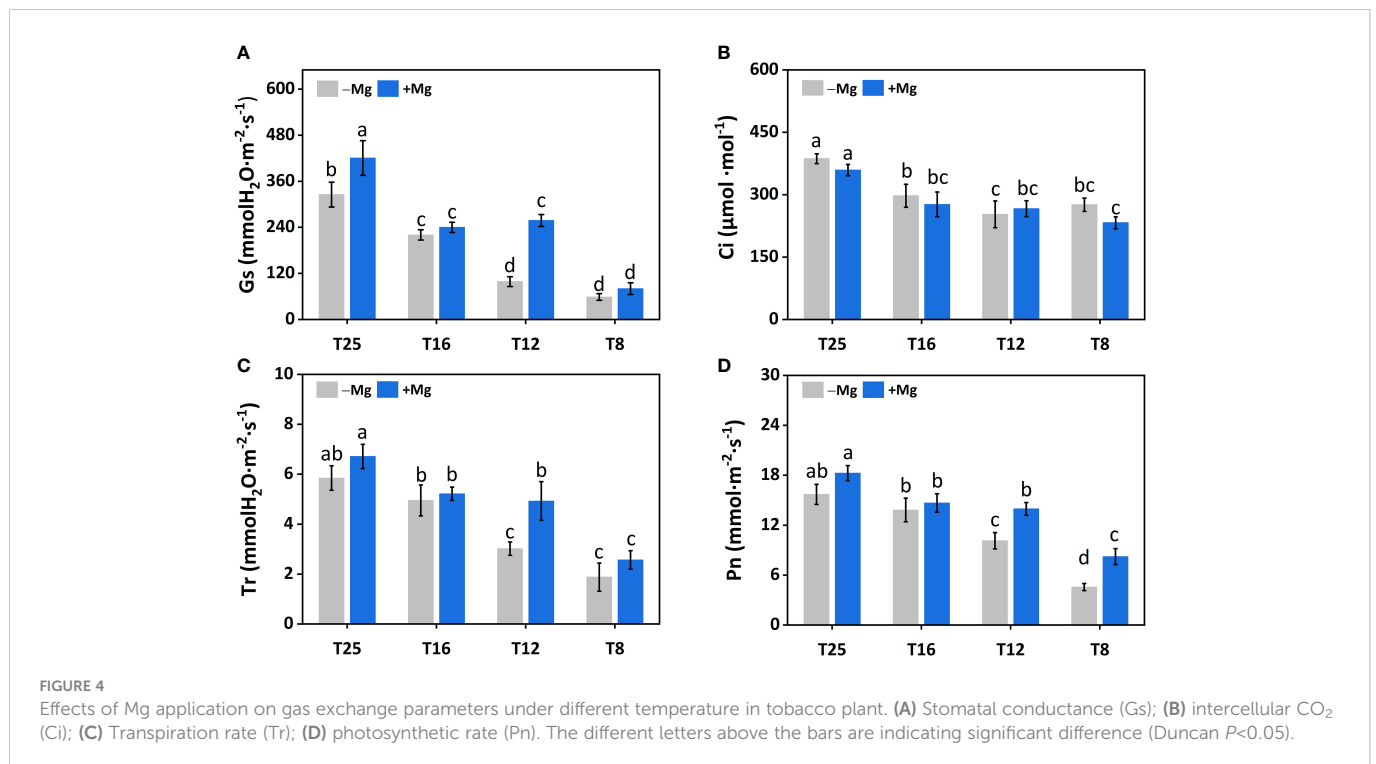 A
Gs (mmolH₂O·m⁻²·s⁻¹)
600
480
360
240
120
0
−Mg +Mg
b a c c d c d d
T25 T16 T12 T8
B
Ci (μmol ·mol⁻¹)
600
450
300
150
0
−Mg +Mg
a a b bc c bc bc c
T25 T16 T12 T8
C
Tr (mmolH₂O·m⁻²·s⁻¹)
10
8
6
4
2
0
−Mg +Mg
ab a b b c b c c
T25 T16 T12 T8
D
Pn (mmol·m⁻²·s⁻¹)
30
24
18
12
6
0
−Mg +Mg
ab a b b c b d c
T25 T16 T12 T8
FIGURE 4
Effects of Mg application on gas exchange parameters under different temperature in tobacco plant. (A) Stomatal conductance (Gs); (B) intercellular CO₂
(Ci); (C) Transpiration rate (Tr); (D) photosynthetic rate (Pn). The different letters above the bars are indicating significant difference (Duncan P<0.05).